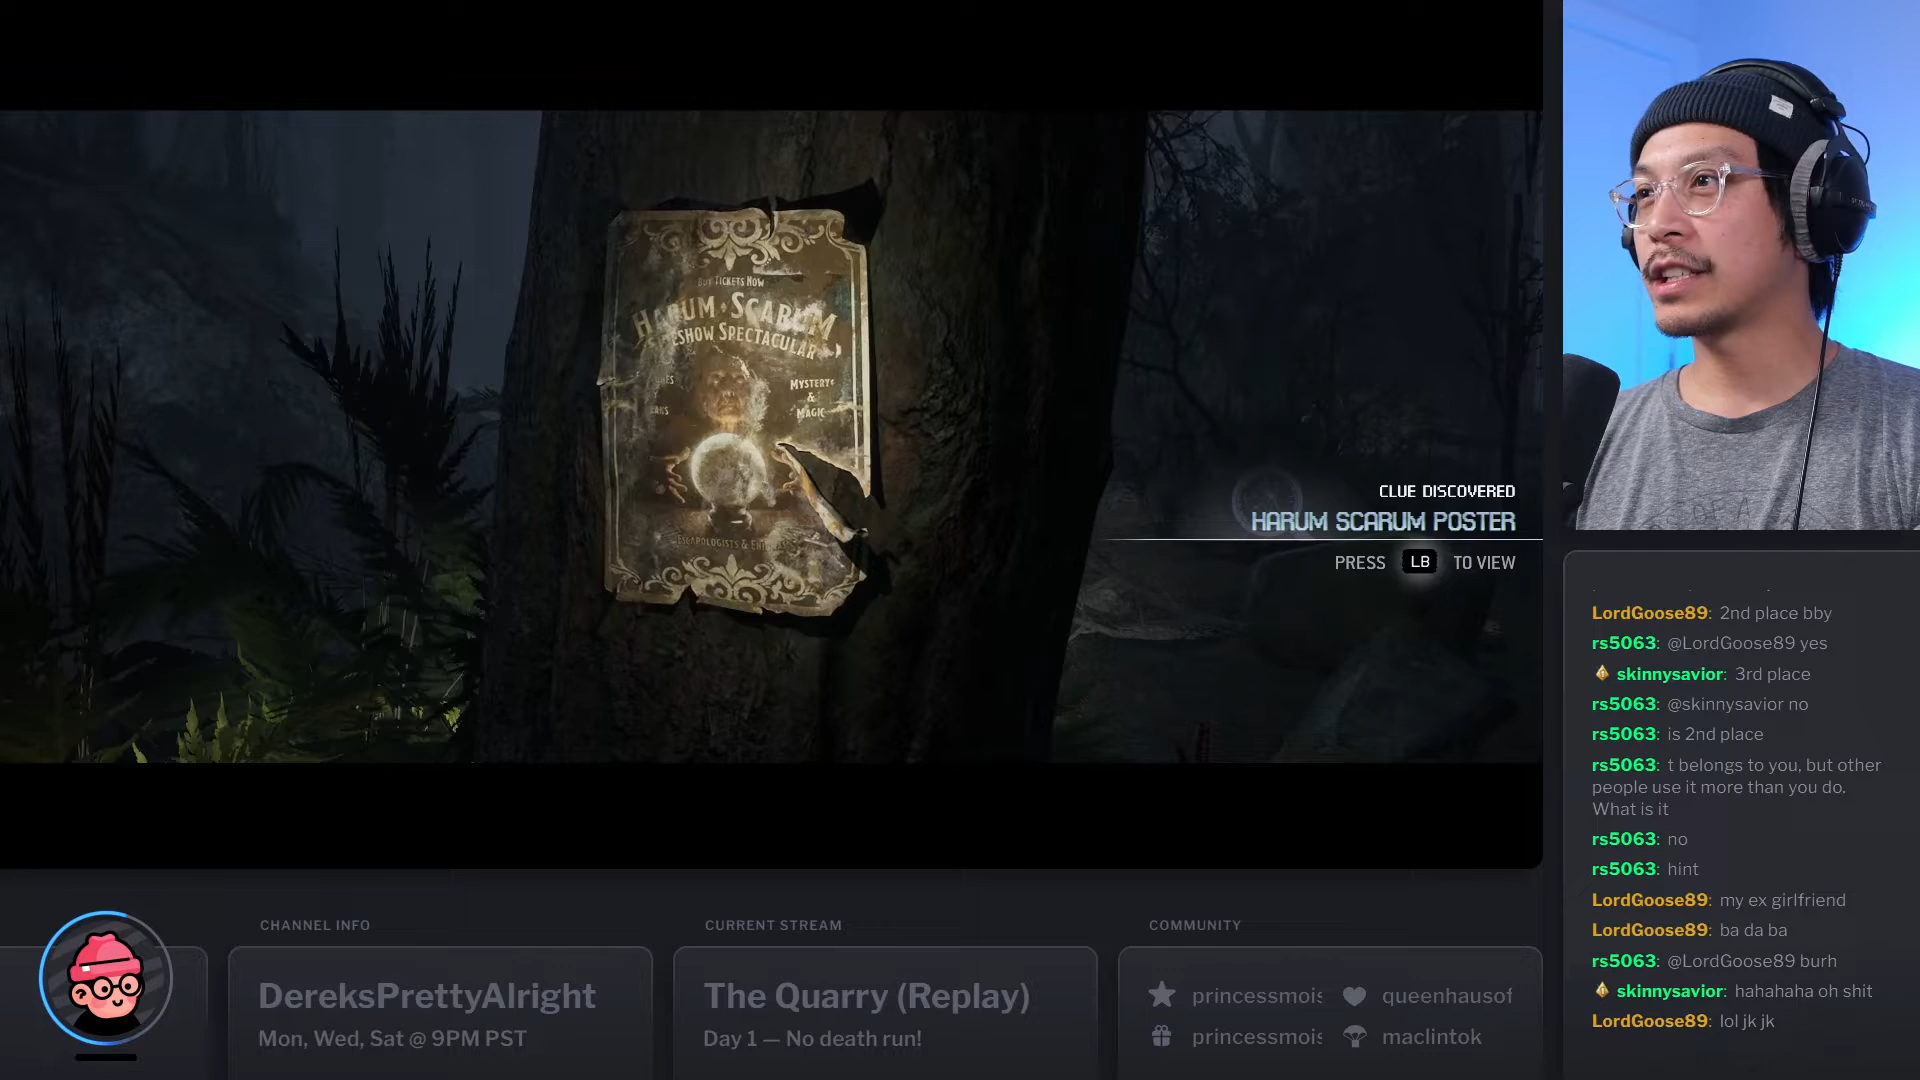 BUY TICKETS NOW
HARUM SCARUM
SHOW SPECTACULAR
MYSTERY
&
MAGIC
ESCAPOLOGISTS &
CLUE DISCOVERED
HARUM SCARUM POSTER
PRESS LB TO VIEW
LordGoose89: 2nd place bby
rs5063: @LordGoose89 yes
skinnysavior: 3rd place
rs5063: @skinnysavior no
rs5063: is 2nd place
rs5063: t belongs to you, but other
people use it more than you do.
What is it
rs5063: no
rs5063: hint
LordGoose89: my ex girlfriend
LordGoose89: ba da ba
rs5063: @LordGoose89 burh
skinnysavior: hahahaha oh shit
LordGoose89: lol jk jk
CHANNEL INFO
DereksPrettyAlright
Mon, Wed, Sat @ 9PM PST
CURRENT STREAM
The Quarry (Replay)
Day 1 — No death run!
COMMUNITY
princessmois queenhausof
princessmois maclintok